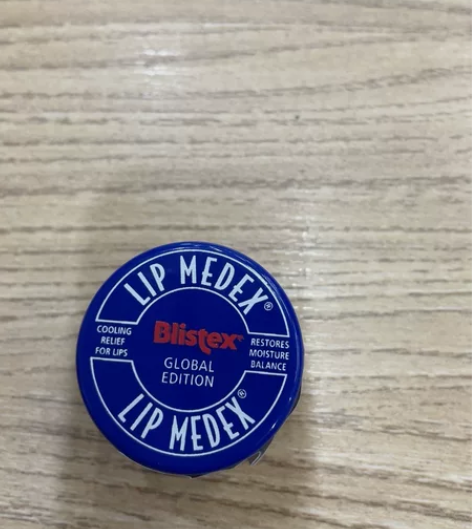 LIP MEDEX®
COOLING
RELIEF
FOR LIPS
Blistex®
GLOBAL
EDITION
RESTORES
MOISTURE
BALANCE
LIP MEDEX®